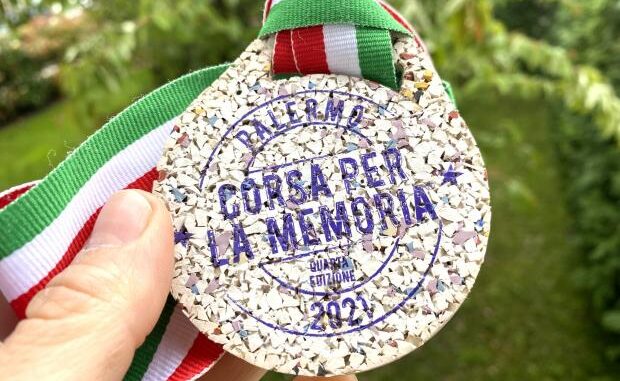 PALERMO
CORSA PER
LA MEMORIA
QUARTA
EDIZIONE
2021